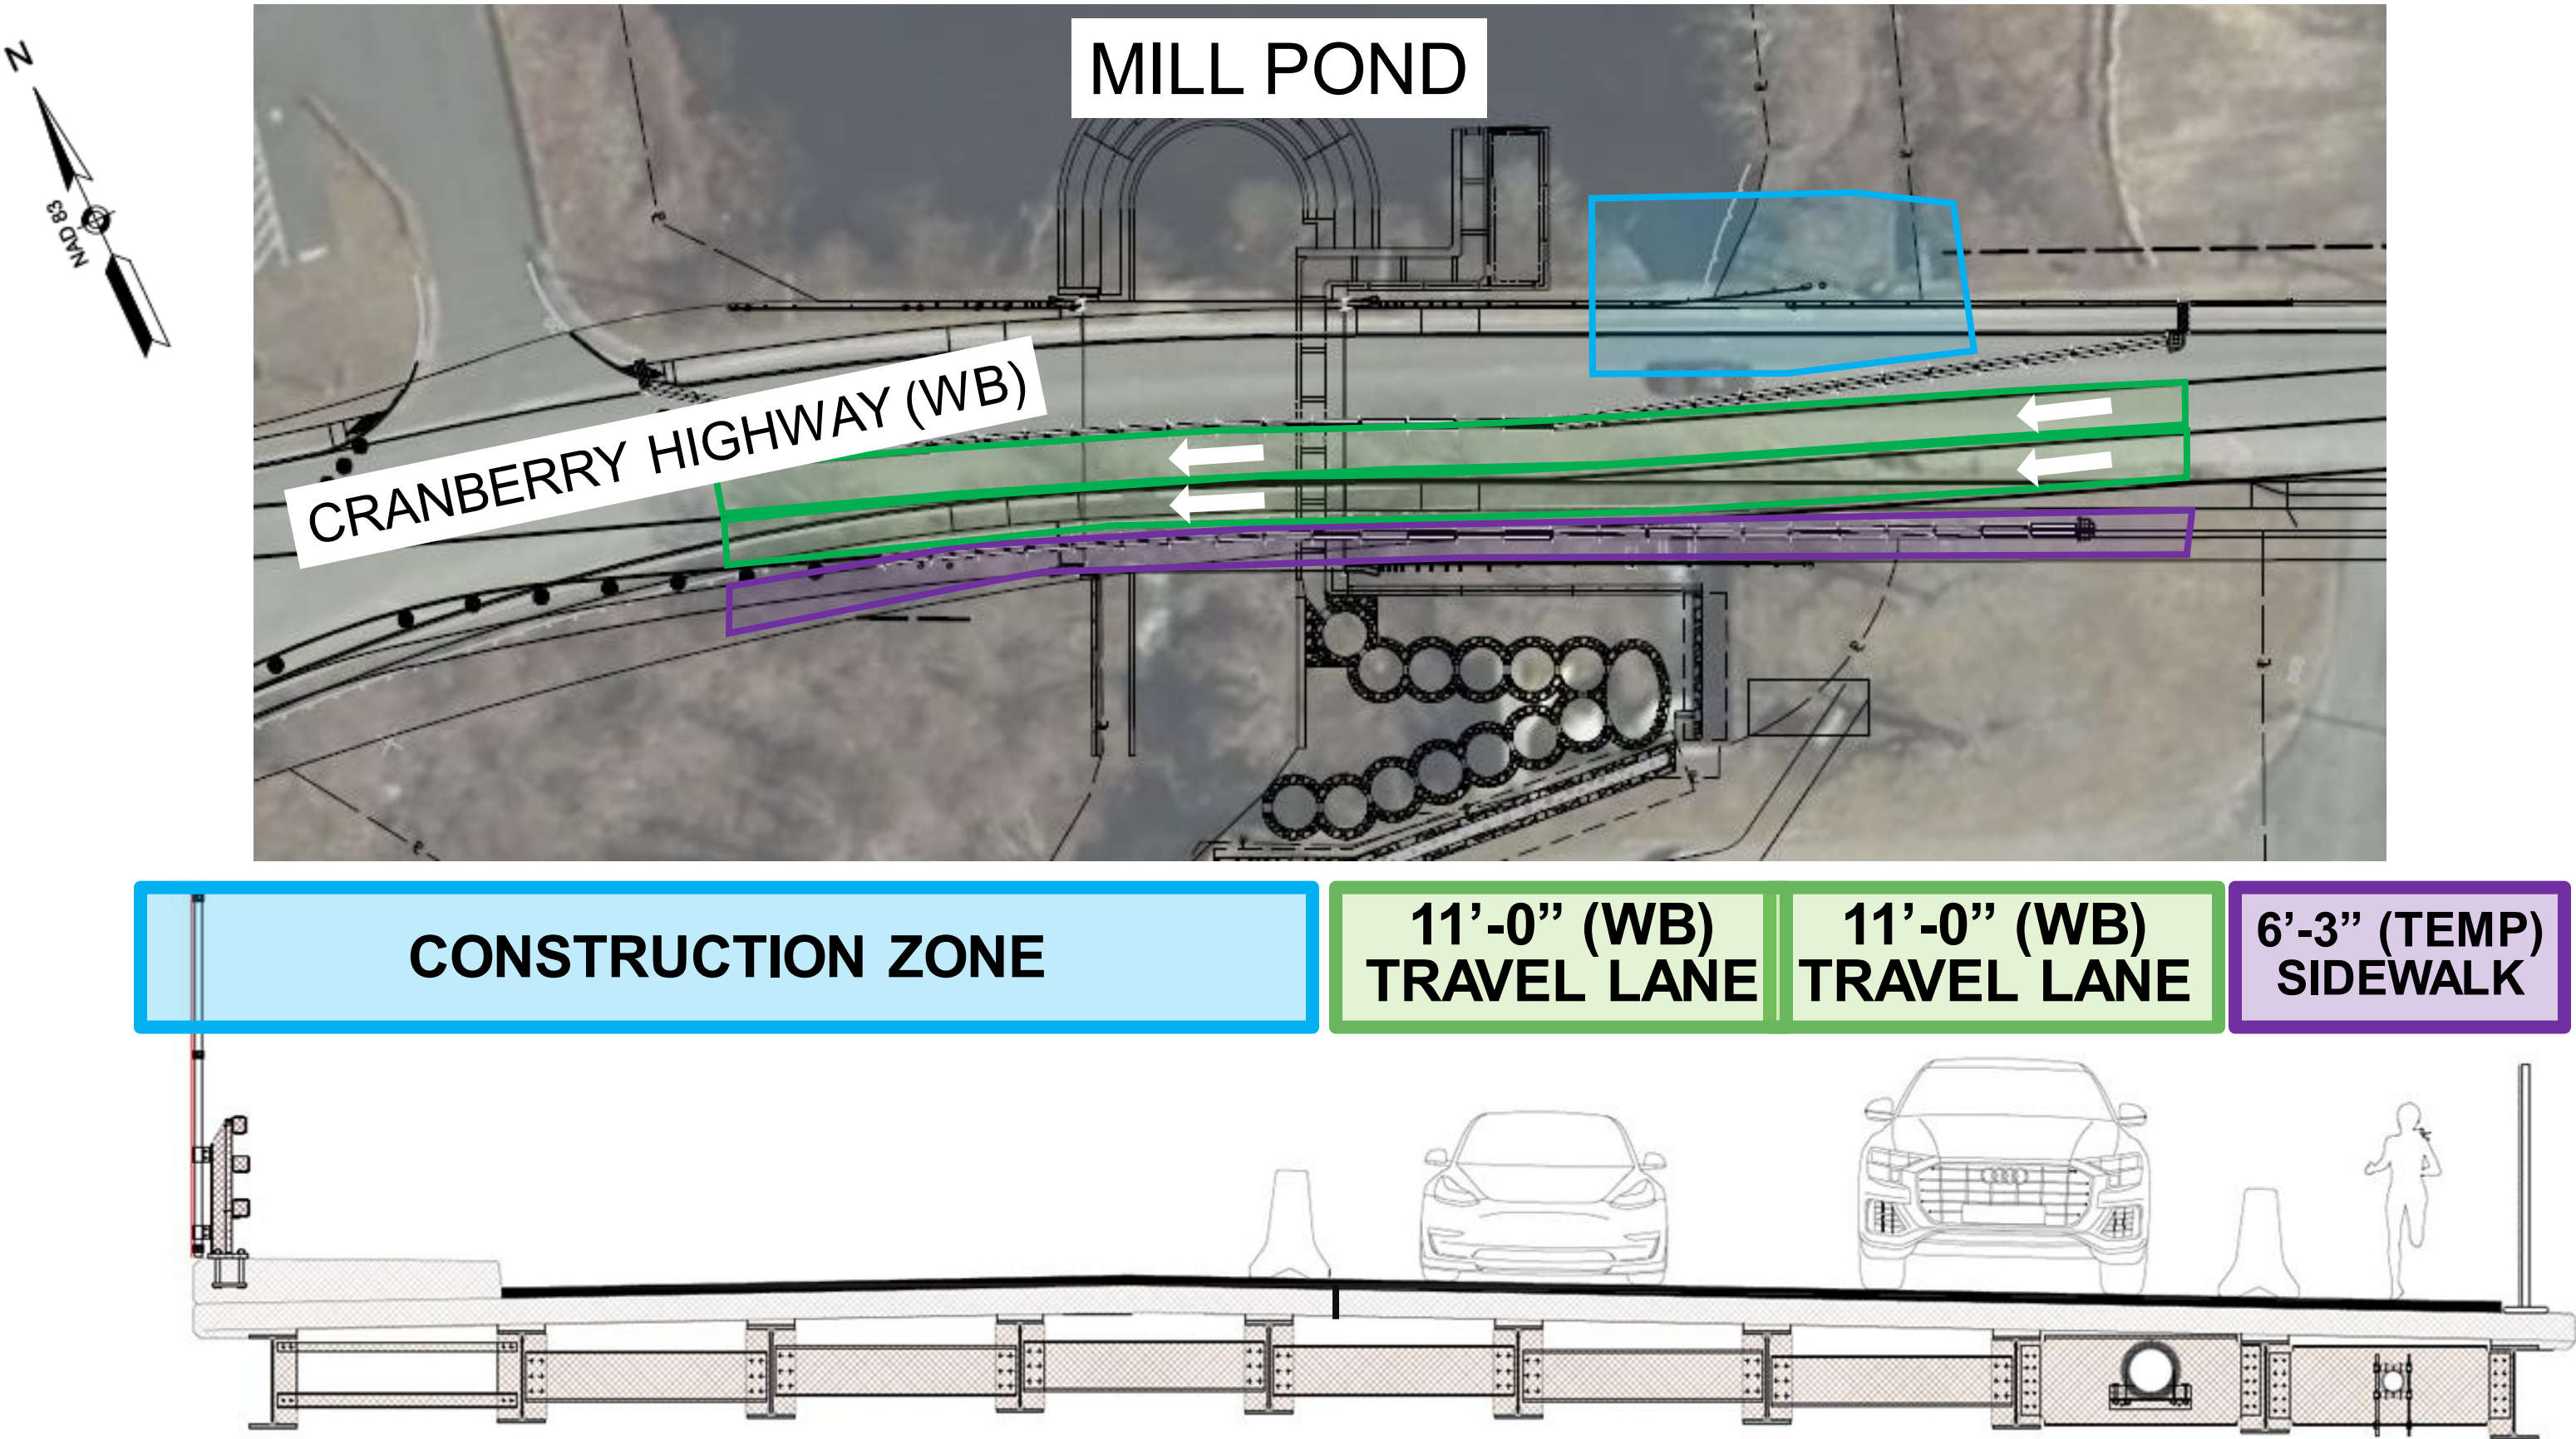 MILL POND
N
NAD 83
CRANBERRY HIGHWAY (WB)
CONSTRUCTION ZONE
11’-0” (WB)
TRAVEL LANE
11’-0” (WB)
TRAVEL LANE
6’-3” (TEMP)
SIDEWALK